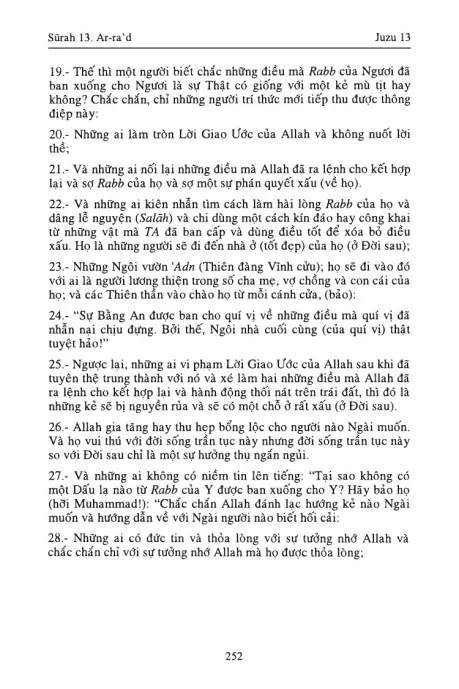 Sūrah 13. Ar-ra'd Juzu 13
19.- Thế thì một người biết chắc những điều mà Rabb của Ngươi đã
ban xuống cho Ngươi là sự Thật có giống với một kẻ mù tịt hay
không? Chắc chắn, chỉ những người trí thức mới tiếp thu được thông
điệp này:
20.- Những ai làm tròn Lời Giao Ước của Allah và không nuốt lời
thề;
21.- Và những ai nối lại những điều mà Allah đã ra lệnh cho kết hợp
lại và sợ Rabb của họ và sợ một sự phán quyết xấu (về họ).
22.- Và những ai kiên nhẫn tìm cách làm hài lòng Rabb của họ và
dâng lễ nguyện (Salāh) và chi dùng một cách kín đáo hay công khai
từ những vật mà TA đã ban cấp và dùng điều tốt để xóa bỏ điều
xấu. Họ là những người sẽ đi đến nhà ở (tốt đẹp) của họ (ở Đời sau);
23.- Những Ngôi vườn 'Adn (Thiên đàng Vĩnh cửu); họ sẽ đi vào đó
với ai là người lương thiện trong số cha mẹ, vợ chồng và con cái của
họ; và các Thiên thần vào chào họ từ mỗi cánh cửa, (bảo):
24.- “Sự Bằng An được ban cho quí vị về những điều mà quí vị đã
nhẫn nại chịu đựng. Bởi thế, Ngôi nhà cuối cùng (của quí vị) thật
tuyệt hảo!”
25.- Ngược lại, những ai vi phạm Lời Giao Ước của Allah sau khi đã
tuyên thệ trung thành với nó và xé làm hai những điều mà Allah đã
ra lệnh cho kết hợp lại và hành động thối nát trên trái đất, thì đó là
những kẻ sẽ bị nguyền rủa và sẽ có một chỗ ở rất xấu (ở Đời sau).
26.- Allah gia tăng hay thu hẹp bổng lộc cho người nào Ngài muốn.
Và họ vui thú với đời sống trần tục này nhưng đời sống trần tục này
so với Đời sau chỉ là một sự hưởng thụ ngắn ngủi.
27.- Và những ai không có niềm tin lên tiếng: “Tại sao không có
một Dấu lạ nào từ Rabb của Y được ban xuống cho Y? Hãy bảo họ
(hỡi Muhammad!): “Chắc chắn Allah đánh lạc hướng kẻ nào Ngài
muốn và hướng dẫn về với Ngài người nào biết hối cải:
28.- Những ai có đức tin và thỏa lòng với sự tưởng nhớ Allah và
chắc chắn chỉ với sự tưởng nhớ Allah mà họ được thỏa lòng;
252